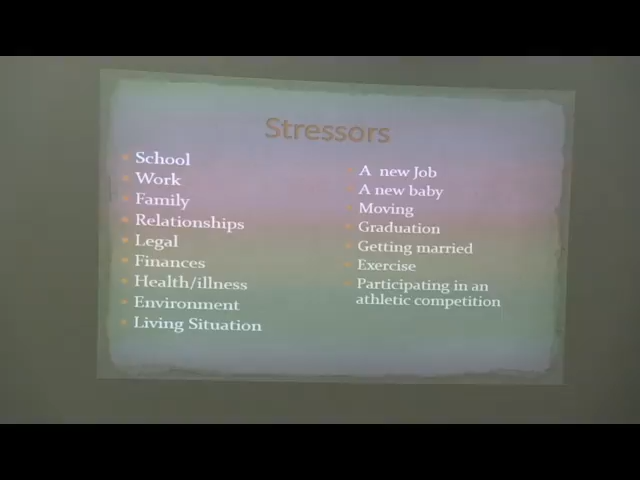 Stressors
School
Work
Family
Relationships
Legal
Finances
Health/illness
Environment
Living Situation
A new Job
A new baby
Moving
Graduation
Getting married
Exercise
Participating in an
athletic competition